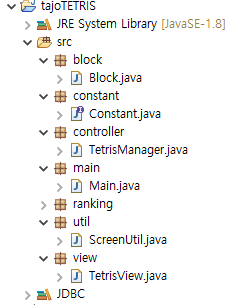 tajoTETRIS
JRE System Library [JavaSE-1.8]
src
block
Block.java
constant
Constant.java
controller
TetrisManager.java
main
Main.java
ranking
util
ScreenUtil.java
view
TetrisView.java
JDBC